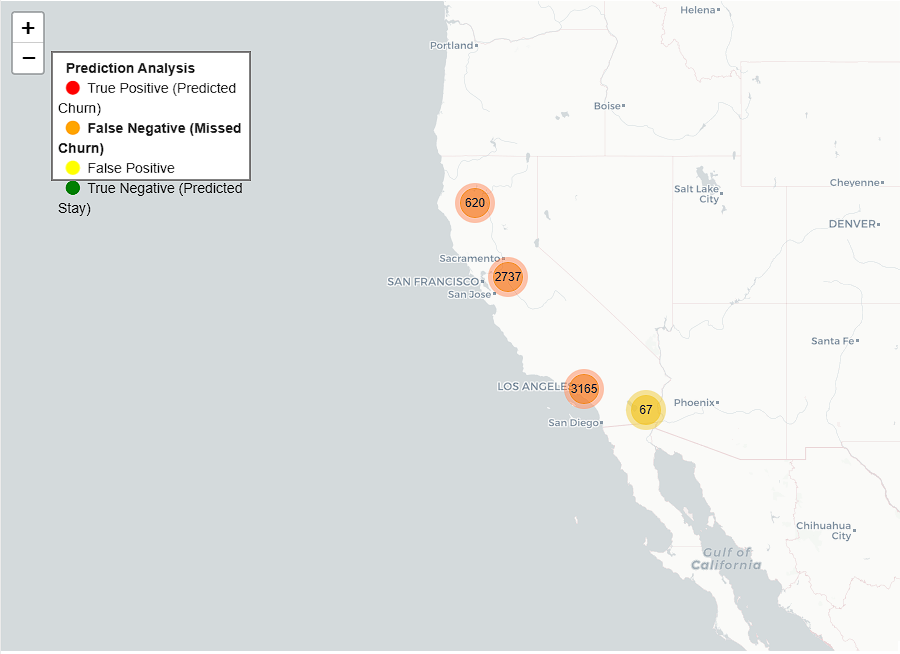 +
−
Prediction Analysis
True Positive (Predicted
Churn)
False Negative (Missed
Churn)
False Positive
True Negative (Predicted
Stay)
Helena
Portland
Boise
Salt Lake
City
Cheyenne
DENVER
620
Sacramento
2737
SAN FRANCISCO
San Jose
Santa Fe
LOS ANGELES
3165
67
Phoenix
San Diego
Chihuahua
City
Gulf of
California